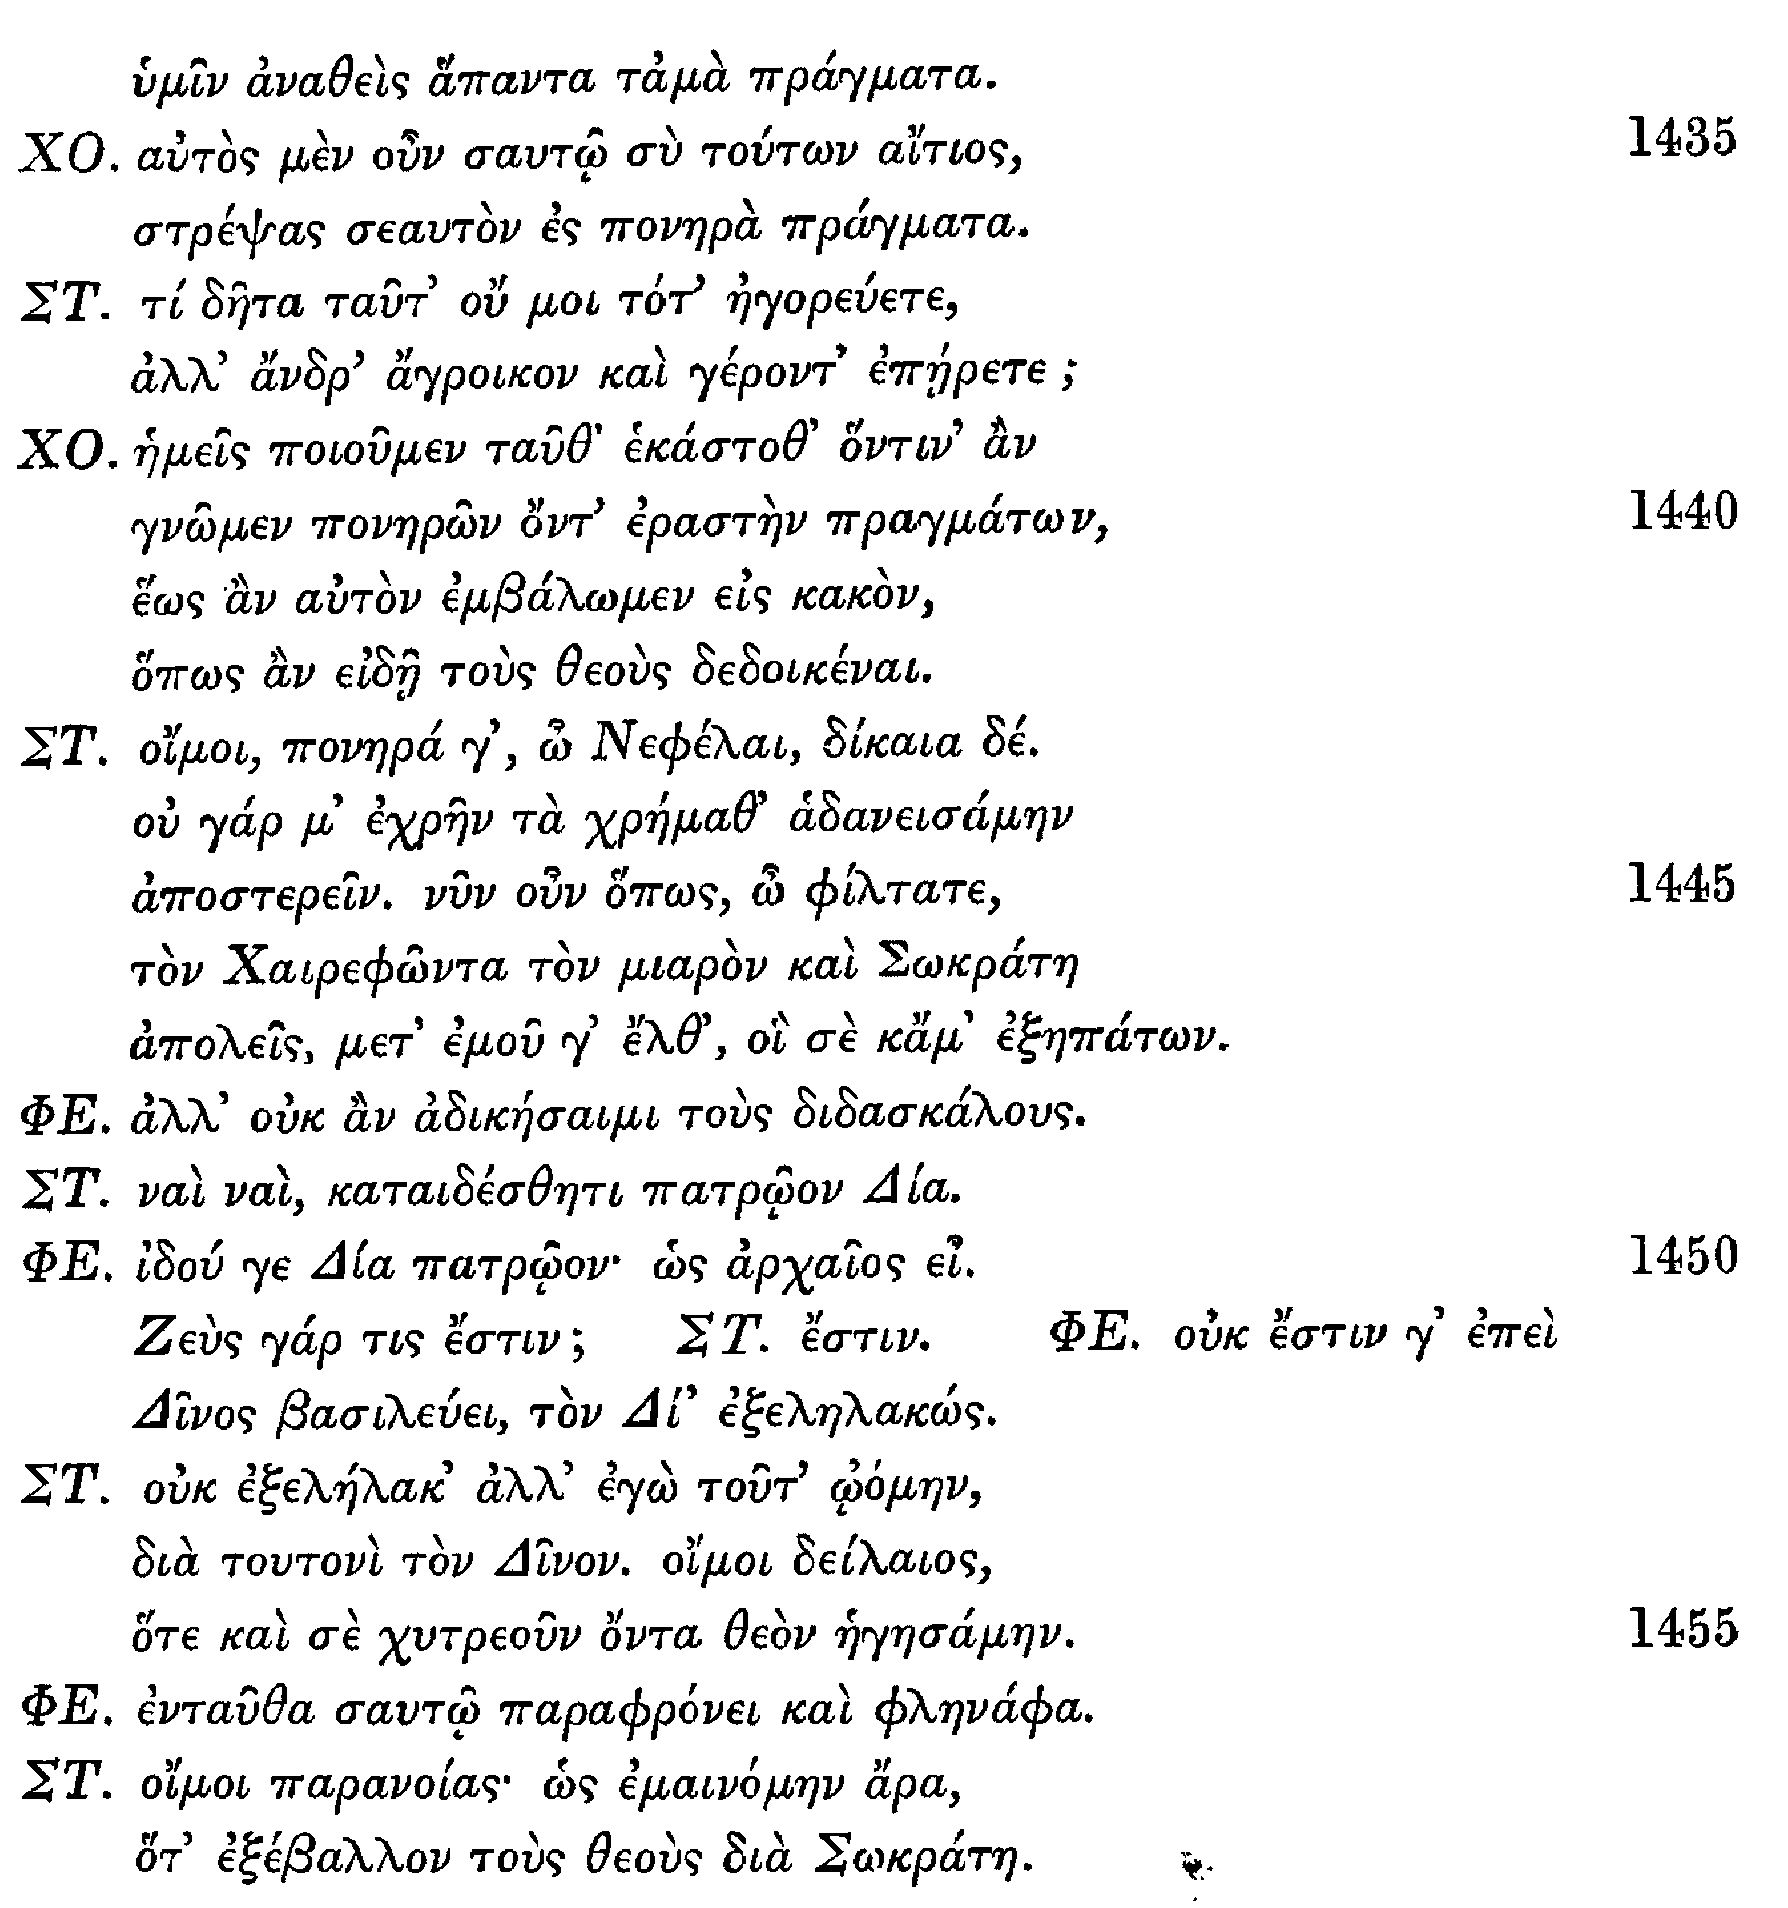 ὑμῖν ἀναθεὶς ἅπαντα τἀμὰ πράγματα.
ΧΟ. αὐτὸς μὲν οὖν σαυτῷ σὺ τούτων αἴτιος, 1435
στρέψας σεαυτὸν ἐς πονηρὰ πράγματα.
ΣΤ. τί δῆτα ταῦτ’ οὔ μοι τότ’ ἠγορεύετε,
ἀλλ’ ἄνδρ’ ἄγροικον καὶ γέροντ’ ἐπῄρετε ;
ΧΟ. ἡμεῖς ποιοῦμεν ταῦθ’ ἑκάστοθ’ ὅντιν’ ἂν
γνῶμεν πονηρῶν ὄντ’ ἐραστὴν πραγμάτων, 1440
ἕως ἂν αὐτὸν ἐμβάλωμεν εἰς κακὸν,
ὅπως ἂν εἰδῇ τοὺς θεοὺς δεδοικέναι.
ΣΤ. οἴμοι, πονηρά γ’, ὦ Νεφέλαι, δίκαια δέ.
οὐ γάρ μ’ ἐχρῆν τὰ χρήμαθ’ ἁδανεισάμην
ἀποστερεῖν. νῦν οὖν ὅπως, ὦ φίλτατε, 1445
τὸν Χαιρεφῶντα τὸν μιαρὸν καὶ Σωκράτη
ἀπολεῖς, μετ’ ἐμοῦ γ’ ἔλθ’, οἳ σὲ κἄμ’ ἐξηπάτων.
ΦΕ. ἀλλ’ οὐκ ἂν ἀδικήσαιμι τοὺς διδασκάλους.
ΣΤ. ναὶ ναὶ, καταιδέσθητι πατρῷον Δία.
ΦΕ. ἰδού γε Δία πατρῷον· ὡς ἀρχαῖος εἶ. 1450
Ζεὺς γάρ τις ἔστιν ; ΣΤ. ἔστιν. ΦΕ. οὐκ ἔστιν γ’ ἐπεὶ
Δῖνος βασιλεύει, τὸν Δί’ ἐξεληλακώς.
ΣΤ. οὐκ ἐξελήλακ’ ἀλλ’ ἐγὼ τοῦτ’ ᾠόμην,
διὰ τουτονὶ τὸν Δῖνον. οἴμοι δείλαιος,
ὅτε καὶ σὲ χυτρεοῦν ὄντα θεὸν ἡγησάμην. 1455
ΦΕ. ἐνταῦθα σαυτῷ παραφρόνει καὶ φληνάφα.
ΣΤ. οἴμοι παρανοίας· ὡς ἐμαινόμην ἄρα,
ὅτ’ ἐξέβαλλον τοὺς θεοὺς διὰ Σωκράτη.